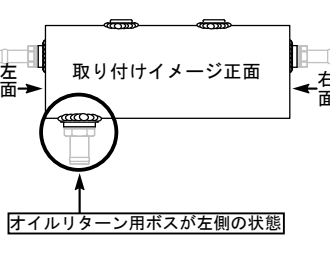 左面
取り付けイメージ正面
右面
オイルリターン用ボスが左側の状態